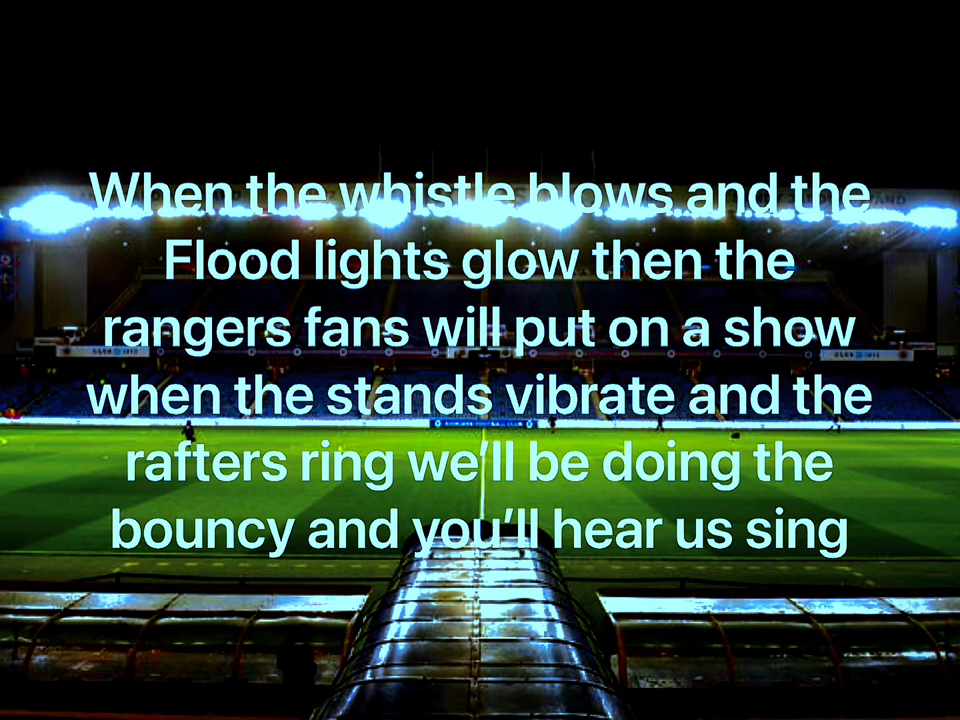 When the whistle blows and the
Flood lights glow then the
rangers fans will put on a show
when the stands vibrate and the
rafters ring we’ll be doing the
bouncy and you’ll hear us sing